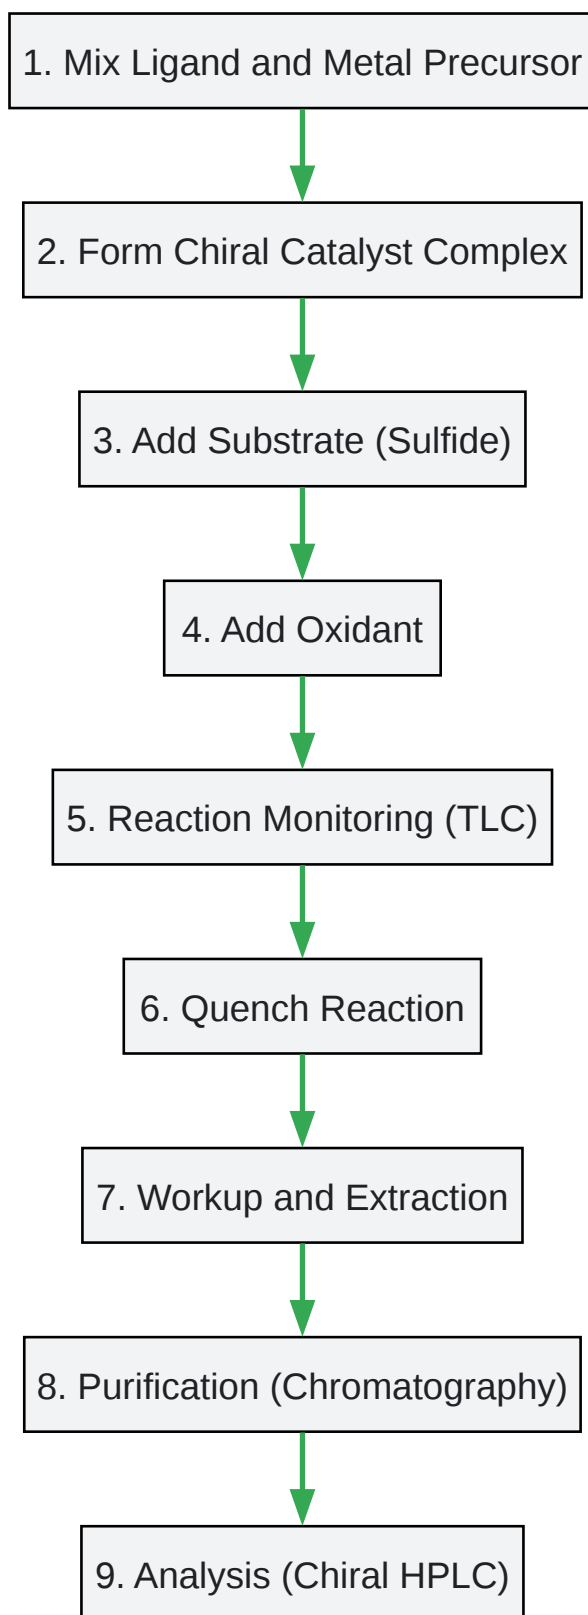 1. Mix Ligand and Metal Precursor
2. Form Chiral Catalyst Complex
3. Add Substrate (Sulfide)
4. Add Oxidant
5. Reaction Monitoring (TLC)
6. Quench Reaction
7. Workup and Extraction
8. Purification (Chromatography)
9. Analysis (Chiral HPLC)